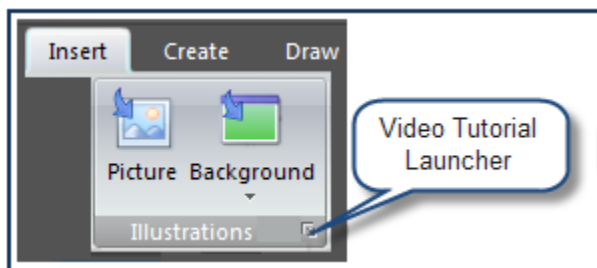 Insert Create Draw
Video Tutorial
Launcher
Picture Background
Illustrations